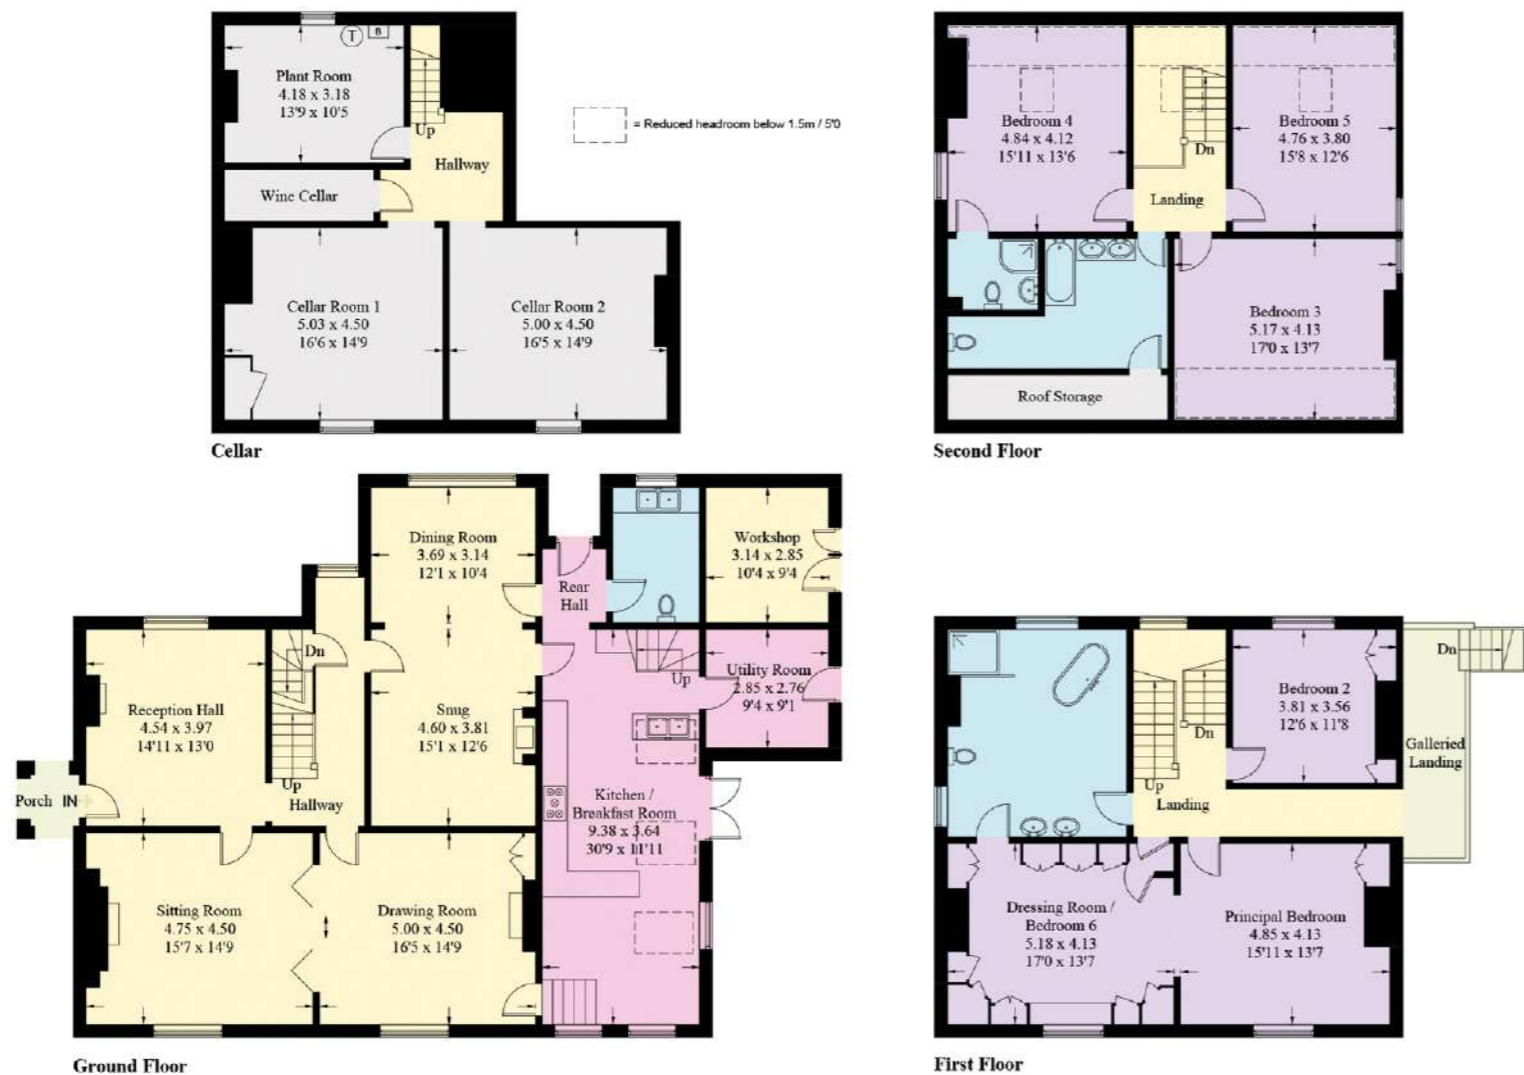 Plant Room
4.18 x 3.18
13'9 x 10'5
T
B
Up
Hallway
Wine Cellar
Cellar Room 1
5.03 x 4.50
16'6 x 14'9
Cellar Room 2
5.00 x 4.50
16'5 x 14'9
Cellar
= Reduced headroom below 1.5m / 5'0
Bedroom 4
4.84 x 4.12
15'11 x 13'6
Dn
Landing
Bedroom 5
4.76 x 3.80
15'8 x 12'6
Bedroom 3
5.17 x 4.13
17'0 x 13'7
Roof Storage
Second Floor
Dining Room
3.69 x 3.14
12'1 x 10'4
Rear
Hall
Workshop
3.14 x 2.85
10'4 x 9'4
Dn
Reception Hall
4.54 x 3.97
14'11 x 13'0
Up
Hallway
Snug
4.60 x 3.81
15'1 x 12'6
Up
Utility Room
2.85 x 2.76
9'4 x 9'1
Porch IN
Kitchen /
Breakfast Room
9.38 x 3.64
30'9 x 11'11
Sitting Room
4.75 x 4.50
15'7 x 14'9
Drawing Room
5.00 x 4.50
16'5 x 14'9
Ground Floor
Dn
Bedroom 2
3.81 x 3.56
12'6 x 11'8
Dn
Galleried
Landing
Up
Landing
Dressing Room /
Bedroom 6
5.18 x 4.13
17'0 x 13'7
Principal Bedroom
4.85 x 4.13
15'11 x 13'7
First Floor